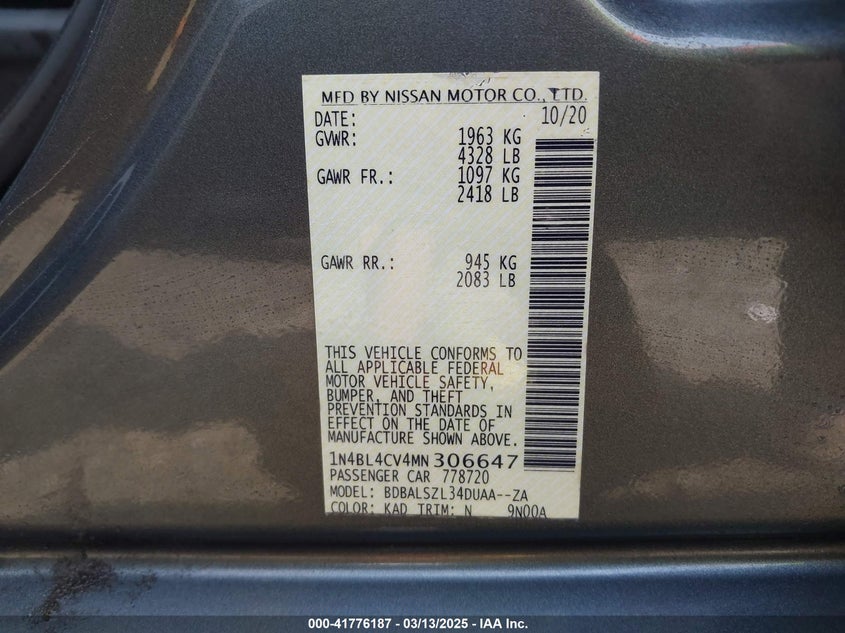 MFD BY NISSAN MOTOR CO., LTD.
DATE: 10/20
GVWR: 1963 KG
4328 LB
GAWR FR.: 1097 KG
2418 LB
GAWR RR.: 945 KG
2083 LB
THIS VEHICLE CONFORMS TO
ALL APPLICABLE FEDERAL
MOTOR VEHICLE SAFETY,
BUMPER, AND THEFT
PREVENTION STANDARDS IN
EFFECT ON THE DATE OF
MANUFACTURE SHOWN ABOVE.
1N4BL4CV4MN306647
PASSENGER CAR 778720
MODEL: BDBALSZL34DUAA--ZA
COLOR: KAD TRIM: N 9N00A
000-41776187 - 03/13/2025 - IAA Inc.